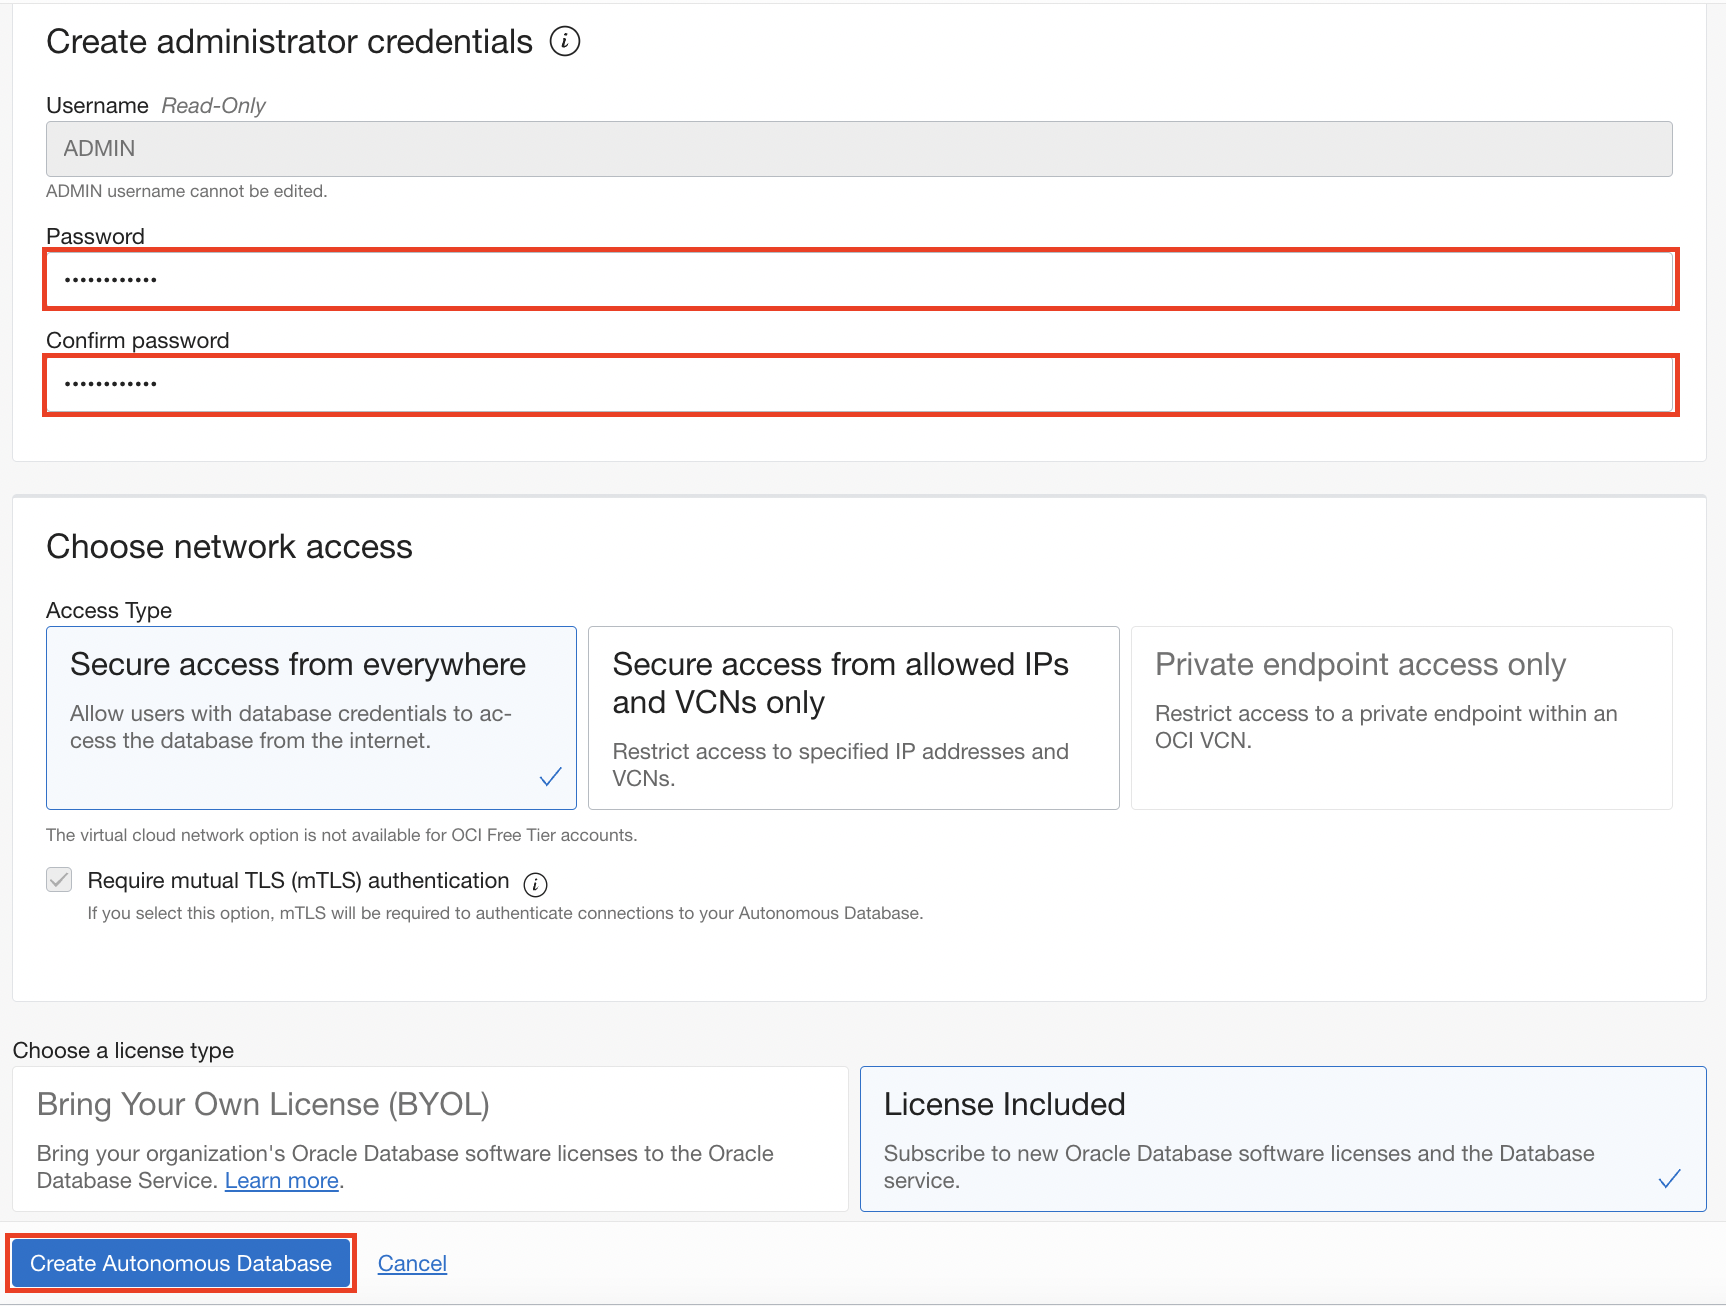 Create administrator credentials
Username Read-Only
ADMIN
ADMIN username cannot be edited.
Password
••••••••••••
Confirm password
••••••••••••
Choose network access
Access Type
Secure access from everywhere
Allow users with database credentials to ac-
cess the database from the internet.
Secure access from allowed IPs
and VCNs only
Restrict access to specified IP addresses and
VCNs.
Private endpoint access only
Restrict access to a private endpoint within an
OCI VCN.
The virtual cloud network option is not available for OCI Free Tier accounts.
Require mutual TLS (mTLS) authentication
If you select this option, mTLS will be required to authenticate connections to your Autonomous Database.
Choose a license type
Bring Your Own License (BYOL)
Bring your organization's Oracle Database software licenses to the Oracle
Database Service. Learn more.
License Included
Subscribe to new Oracle Database software licenses and the Database
service.
Create Autonomous Database
Cancel